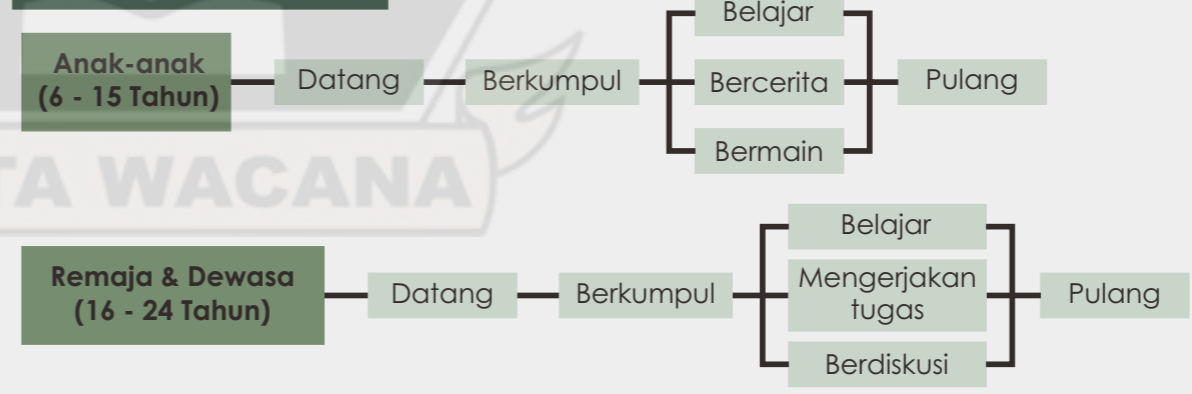 Belajar
Anak-anak
(6 - 15 Tahun)
Datang
Berkumpul
Bercerita
Pulang
Bermain
TA WACANA
Belajar
Remaja & Dewasa
(16 - 24 Tahun)
Datang
Berkumpul
Mengerjakan
tugas
Pulang
Berdiskusi